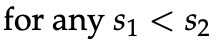 for any s₁ < s₂